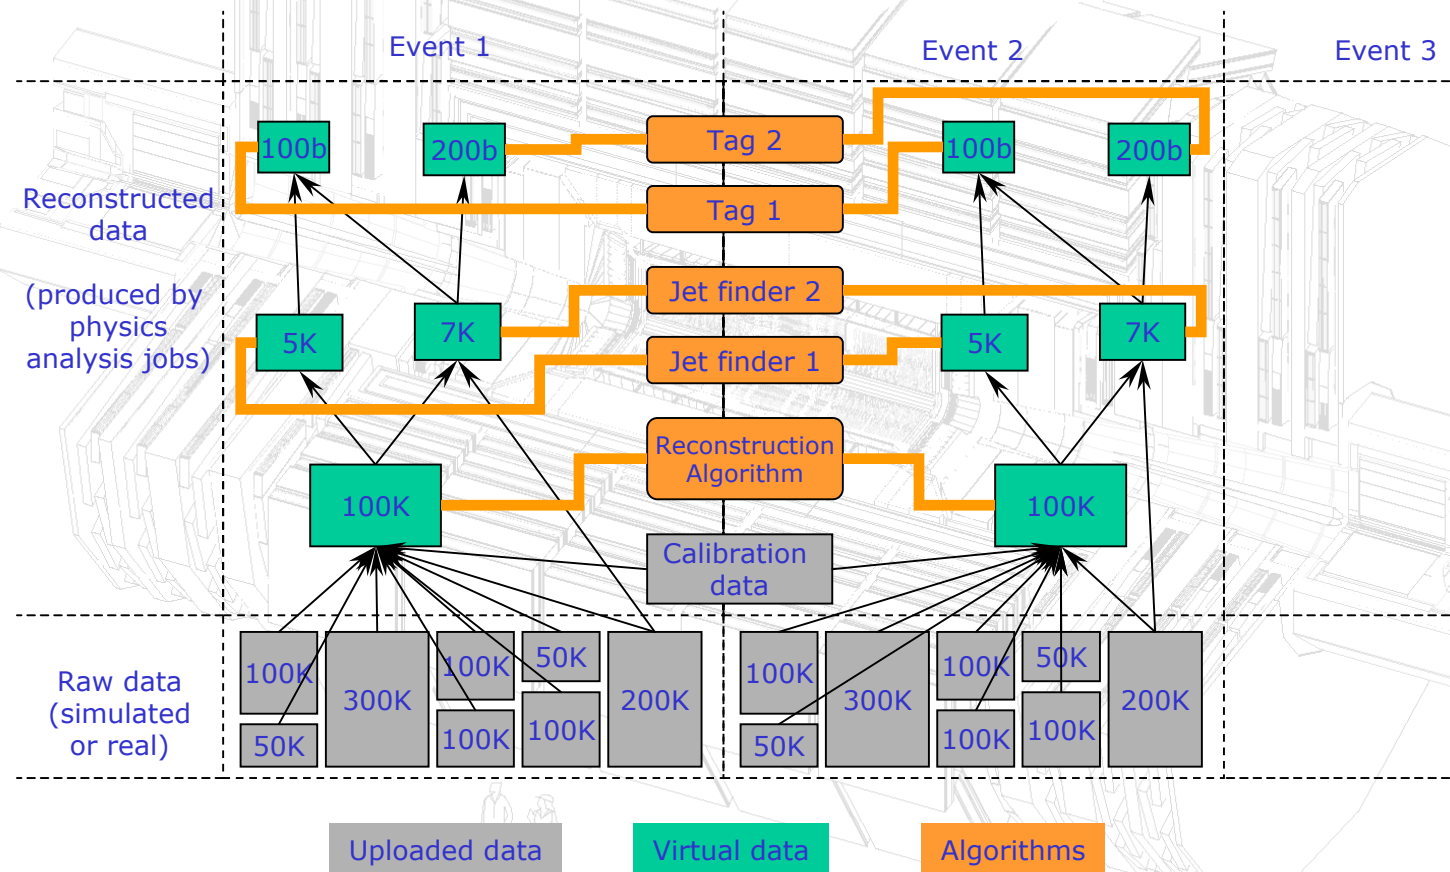 Event 1
Event 2
Event 3
100b
200b
Tag 2
100b
200b
Reconstructed
data
Tag 1
(produced by
physics
analysis jobs)
Jet finder 2
5K
7K
Jet finder 1
5K
7K
Reconstruction
Algorithm
100K
100K
Calibration
data
Raw data
(simulated
or real)
100K
50K
300K
100K
100K
50K
100K
200K
100K
50K
300K
100K
100K
50K
100K
200K
Uploaded data
Virtual data
Algorithms